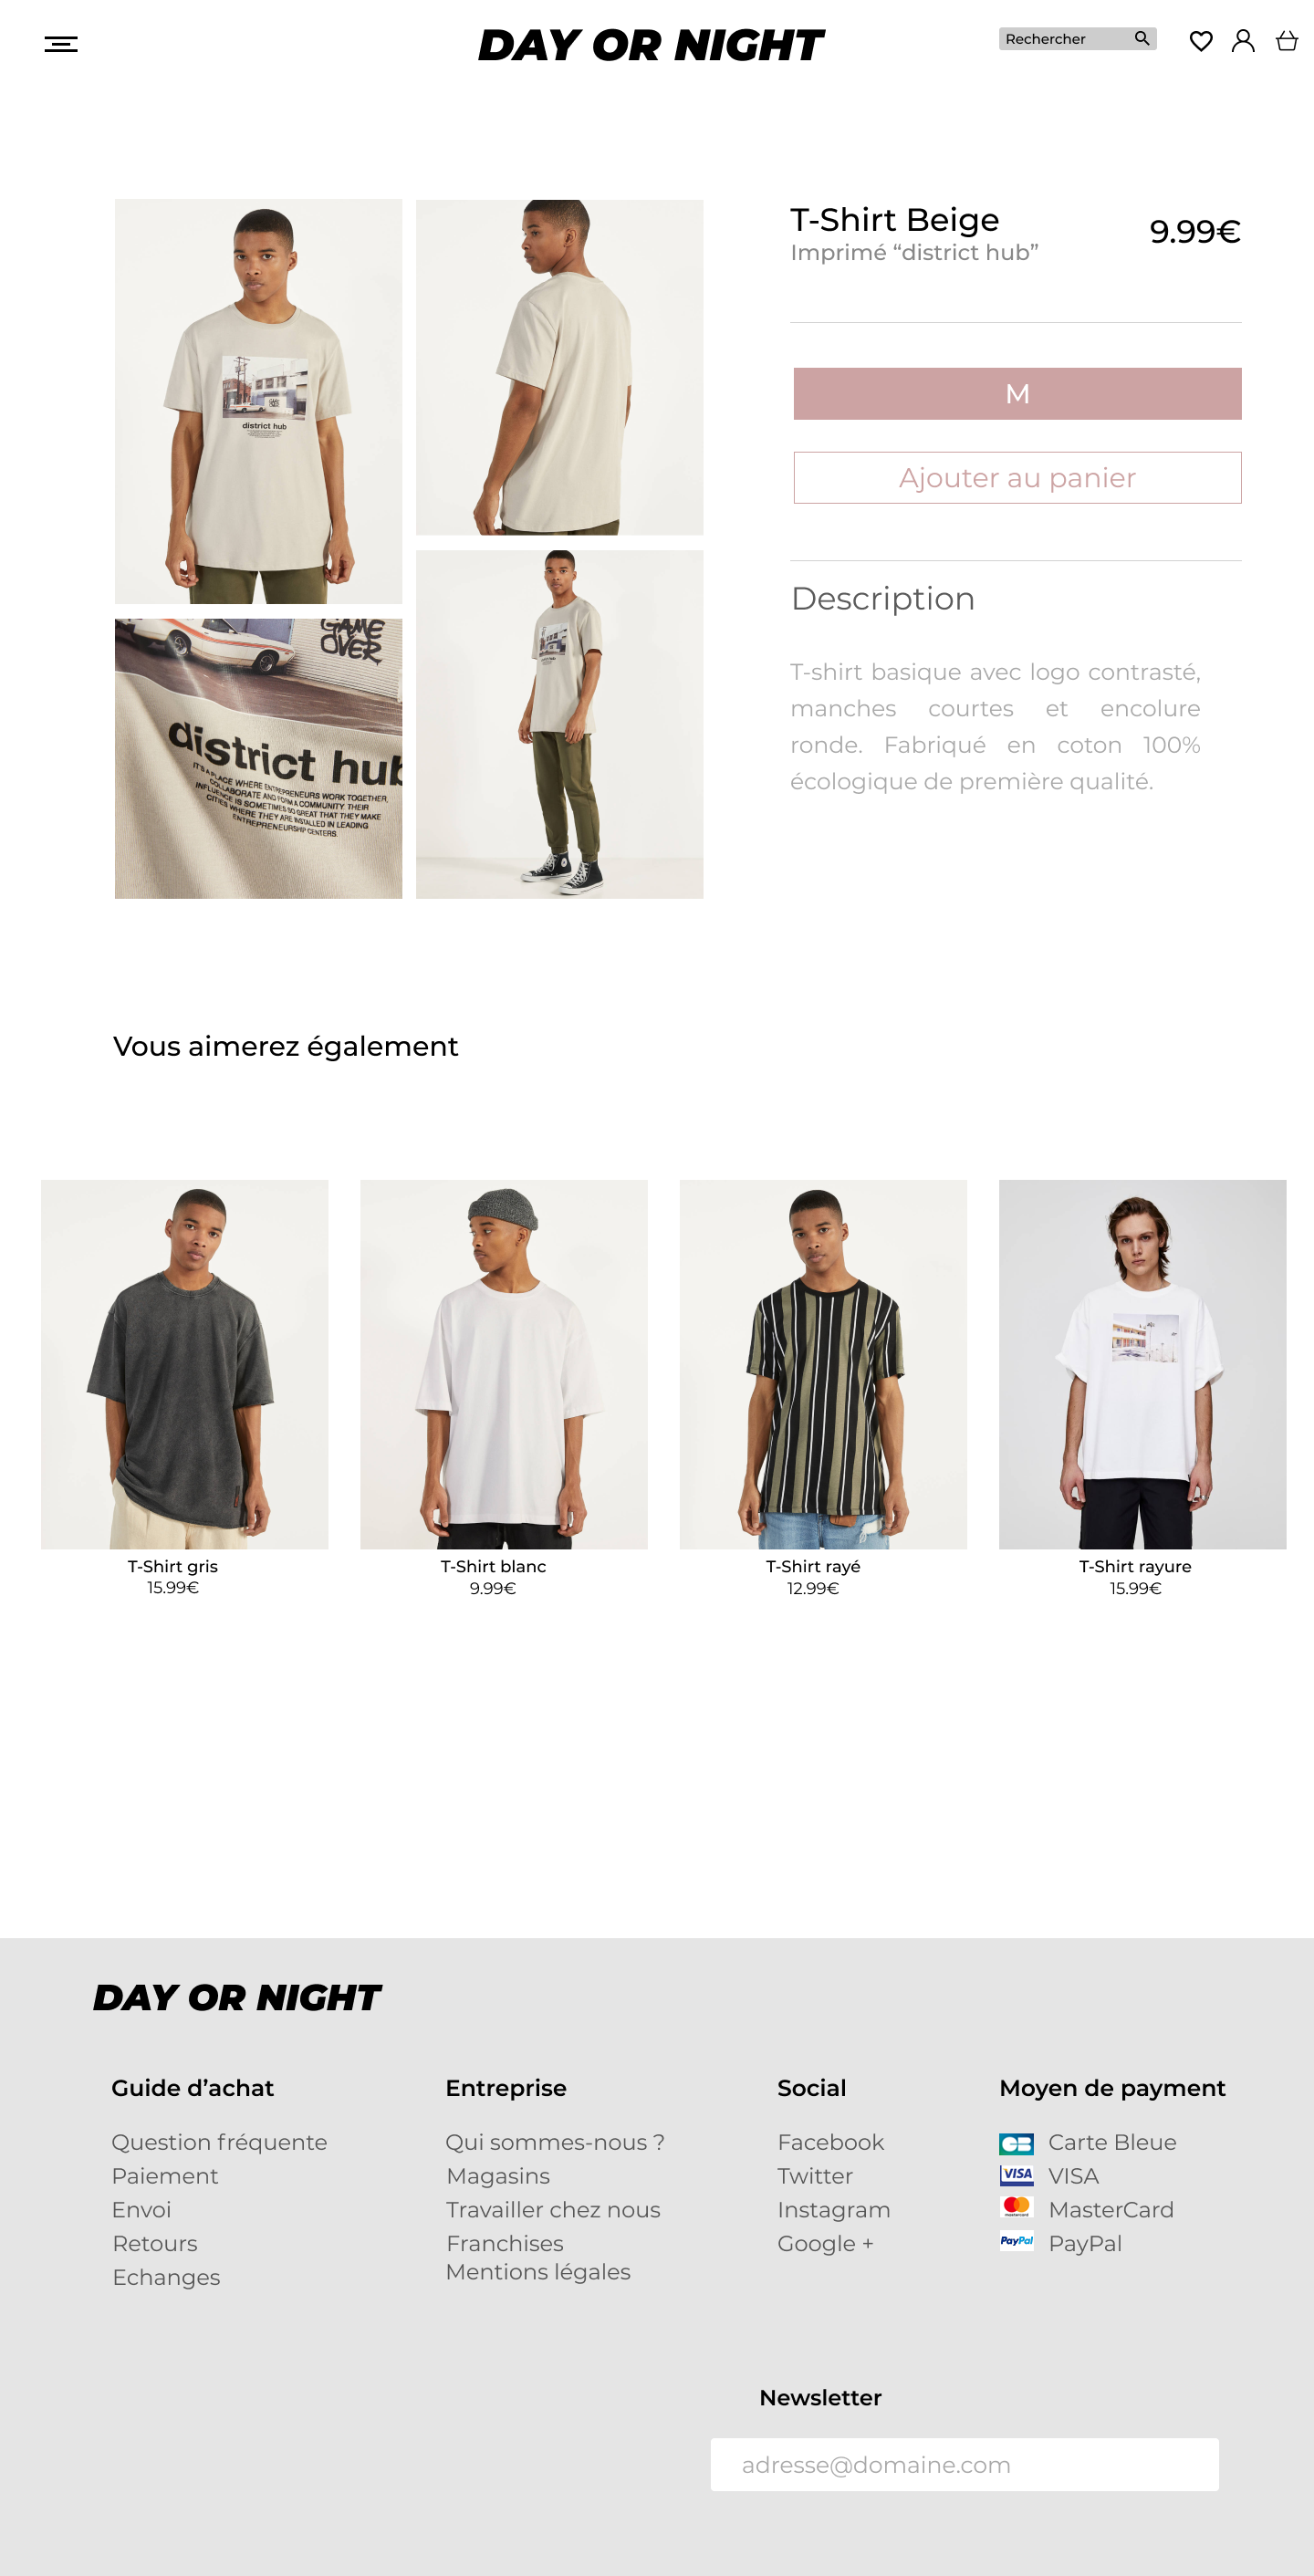 DAY OR NIGHT
Rechercher
T-Shirt Beige
9.99€
Imprimé “district hub”
M
Ajouter au panier
Description
T-shirt basique avec logo contrasté,
manches courtes et encolure
ronde. Fabriqué en coton 100%
écologique de première qualité.
district hub
GAME
OVER
district hub
IT'S A PLACE WHERE ENTREPRENEURS WORK TOGETHER,
COLLABORATE AND FORM A COMMUNITY. THEIR
INFLUENCE IS SOMETIMES SO GREAT THAT THEY MAKE
CITIES WHERE THEY ARE INSTALLED IN LEADING
ENTREPRENEURSHIP CENTERS.
Vous aimerez également
T-Shirt gris
15.99€
T-Shirt blanc
9.99€
T-Shirt rayé
12.99€
T-Shirt rayure
15.99€
DAY OR NIGHT
Guide d’achat
Question fréquente
Paiement
Envoi
Retours
Echanges
Entreprise
Qui sommes-nous ?
Magasins
Travailler chez nous
Franchises
Mentions légales
Social
Facebook
Twitter
Instagram
Google +
Moyen de payment
CB Carte Bleue
VISA VISA
mastercard MasterCard
PayPal PayPal
Newsletter
adresse@domaine.com